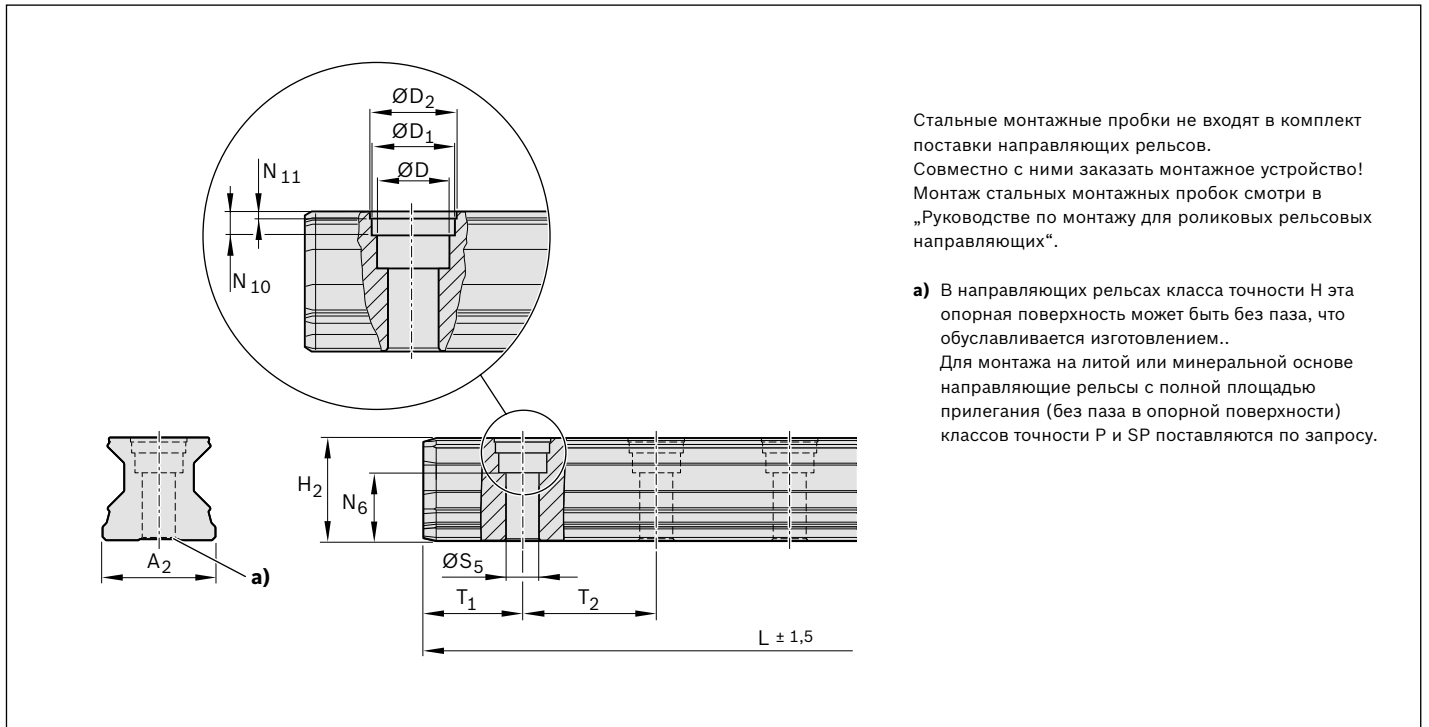 ØD2
ØD1
ØD
N11
N10
H2
N6
ØS5
A2
a)
T1
T2
L ± 1,5
Стальные монтажные пробки не входят в комплект
поставки направляющих рельсов.
Совместно с ними заказать монтажное устройство!
Монтаж стальных монтажных пробок смотри в
„Руководстве по монтажу для роликовых рельсовых
направляющих“.
a) В направляющих рельсах класса точности H эта
опорная поверхность может быть без паза, что
обуславливается изготовлением..
Для монтажа на литой или минеральной основе
направляющие рельсы с полной площадью
прилегания (без паза в опорной поверхности)
классов точности P и SP поставляются по запросу.